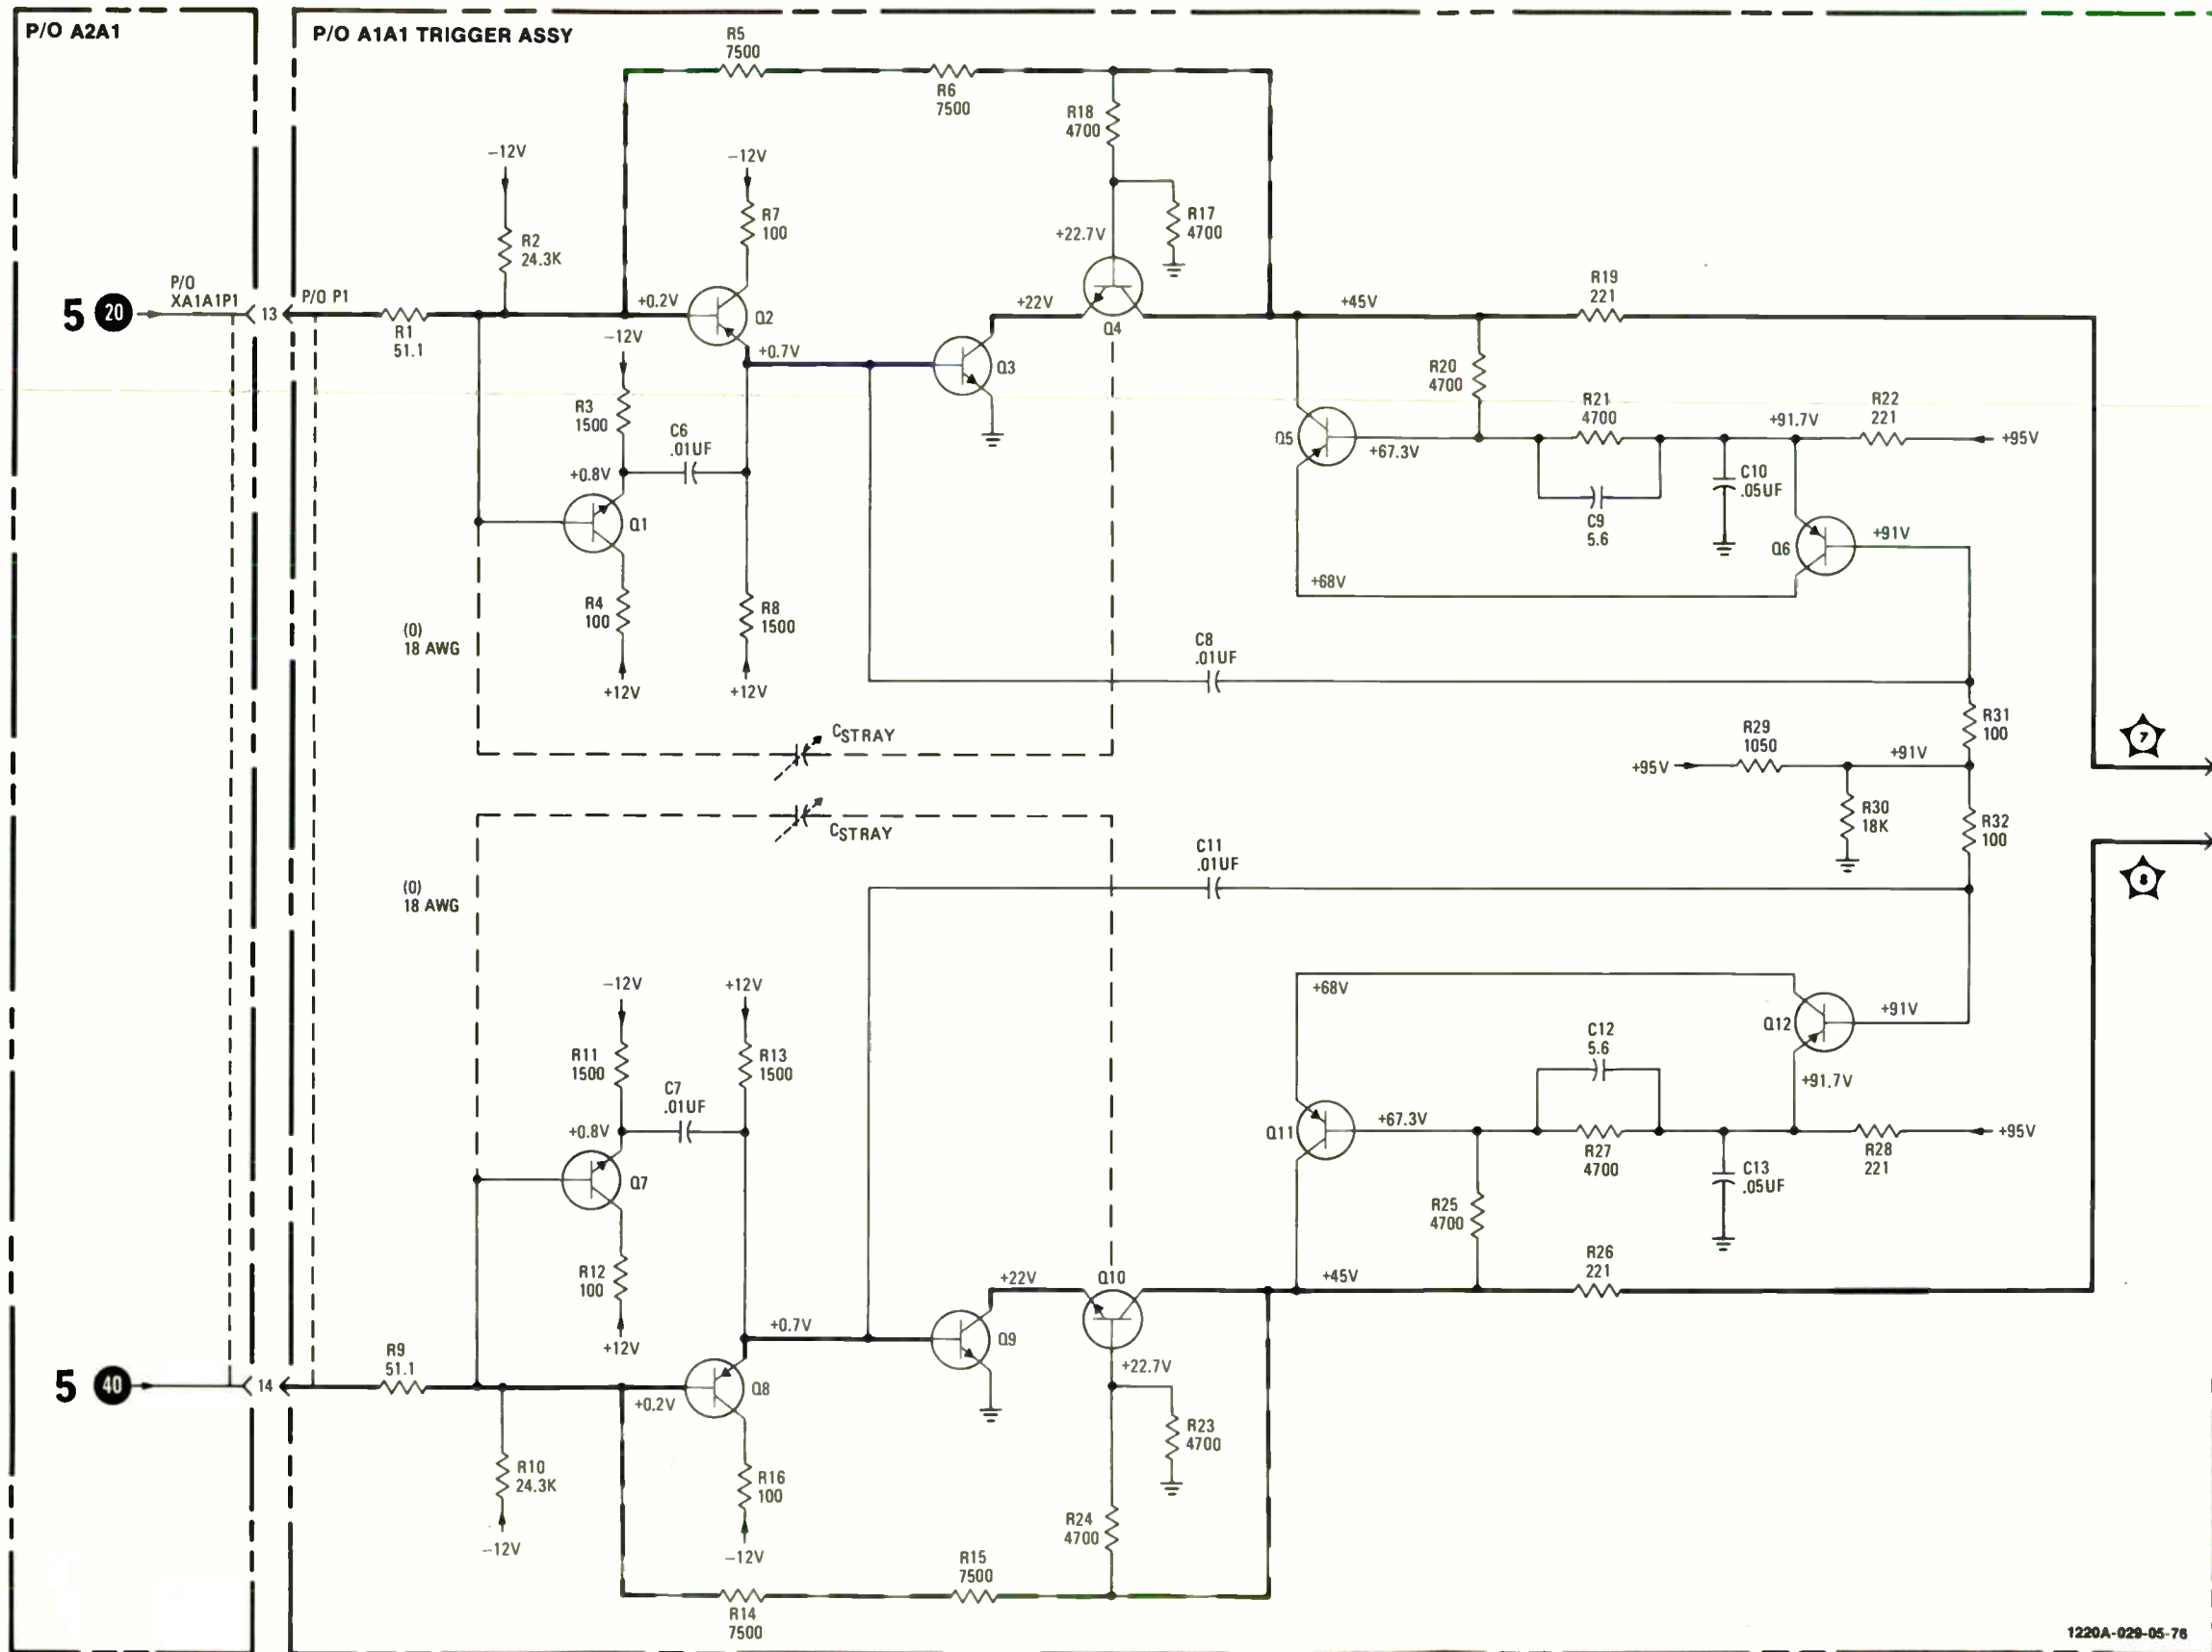 P/O A2A1
P/O A1A1 TRIGGER ASSY
R5
7500
R6
7500
R18
4700
-12V
-12V
R7
100
R17
4700
R2
24.3K
+22.7V
P/O
XA1A1P1
P/O P1
5
20
13
R1
51.1
+0.2V
Q2
-12V
+0.7V
+22V
Q4
+45V
R19
221
Q3
R20
4700
R3
1500
C6
.01UF
R21
4700
+91.7V
R22
221
Q5
+67.3V
+95V
+0.8V
C10
.05UF
Q1
C9
5.6
Q6
+91V
+68V
R4
100
R8
1500
(0)
18 AWG
+12V
+12V
C8
.01UF
CSTRAY
R31
100
R29
1050
+95V
+91V
7
R30
18K
R32
100
CSTRAY
C11
.01UF
8
(0)
18 AWG
-12V
+12V
+68V
Q12
+91V
R11
1500
R13
1500
C12
5.6
+91.7V
C7
.01UF
+0.8V
Q11
+67.3V
+95V
R27
4700
R28
221
C13
.05UF
Q7
R25
4700
R12
100
R26
221
+22V
Q10
+45V
+12V
+0.7V
Q9
R9
51.1
5
40
14
+0.2V
Q8
+22.7V
R23
4700
R10
24.3K
R16
100
R24
4700
-12V
-12V
R15
7500
R14
7500
1220A-029-05-76